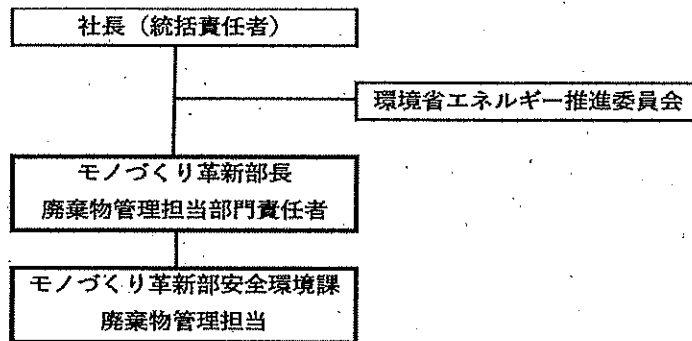 社長（統括責任者）
環境省エネルギー推進委員会
モノづくり革新部長
廃棄物管理担当部門責任者
モノづくり革新部安全環境課
廃棄物管理担当